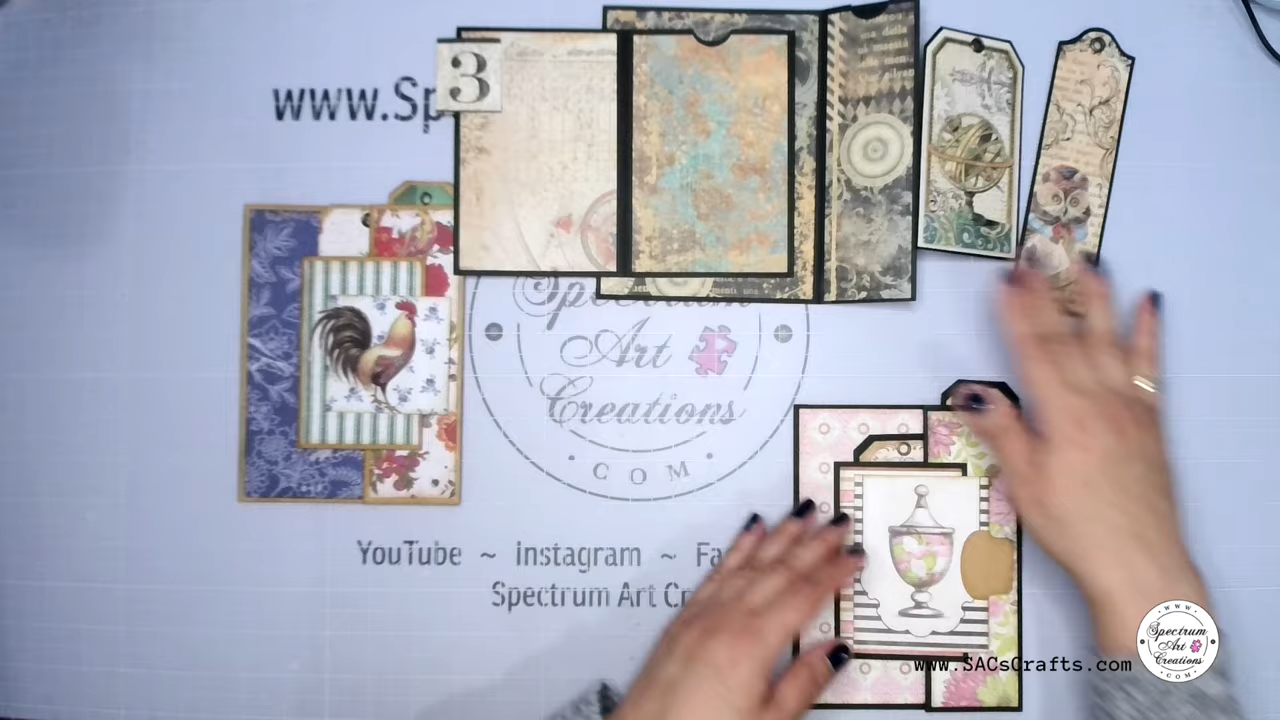 www.Sp
3
Spectrum
Art
Creations
. C O M .
YouTube ~ Instagram ~ Fa
Spectrum Art Cr
www.SACsCrafts.com
WWW.
Spectrum
Art
Creations
.COM.